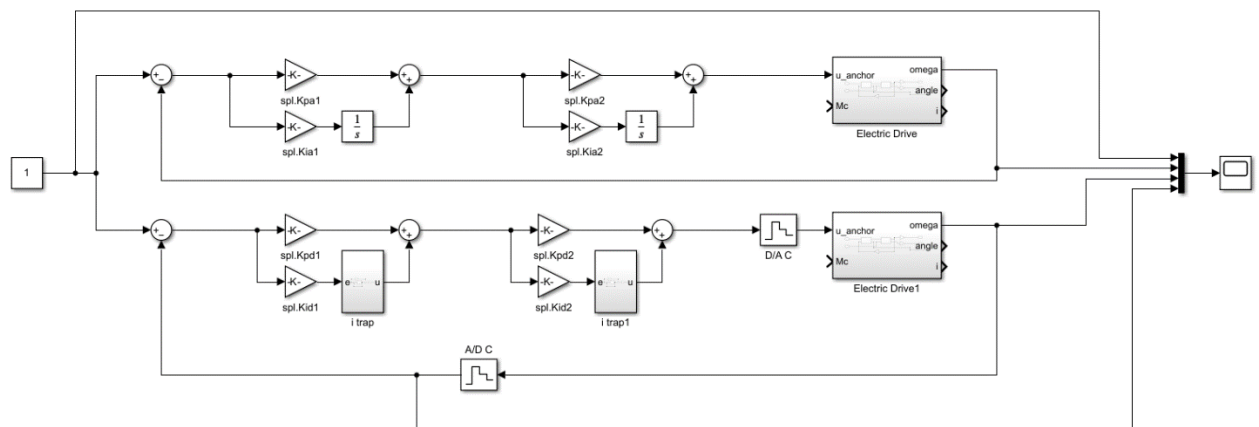 -K-
spl.Kpa1
-K-
spl.Kia1
1
s
-K-
spl.Kpa2
-K-
spl.Kia2
1
s
u_anchor
omega
angle
Mc
i
Electric Drive
1
-K-
spl.Kpd1
-K-
spl.Kid1
e
u
i trap
-K-
spl.Kpd2
-K-
spl.Kid2
e
u
i trap1
D/A C
u_anchor
omega
angle
Mc
i
Electric Drive1
A/D C